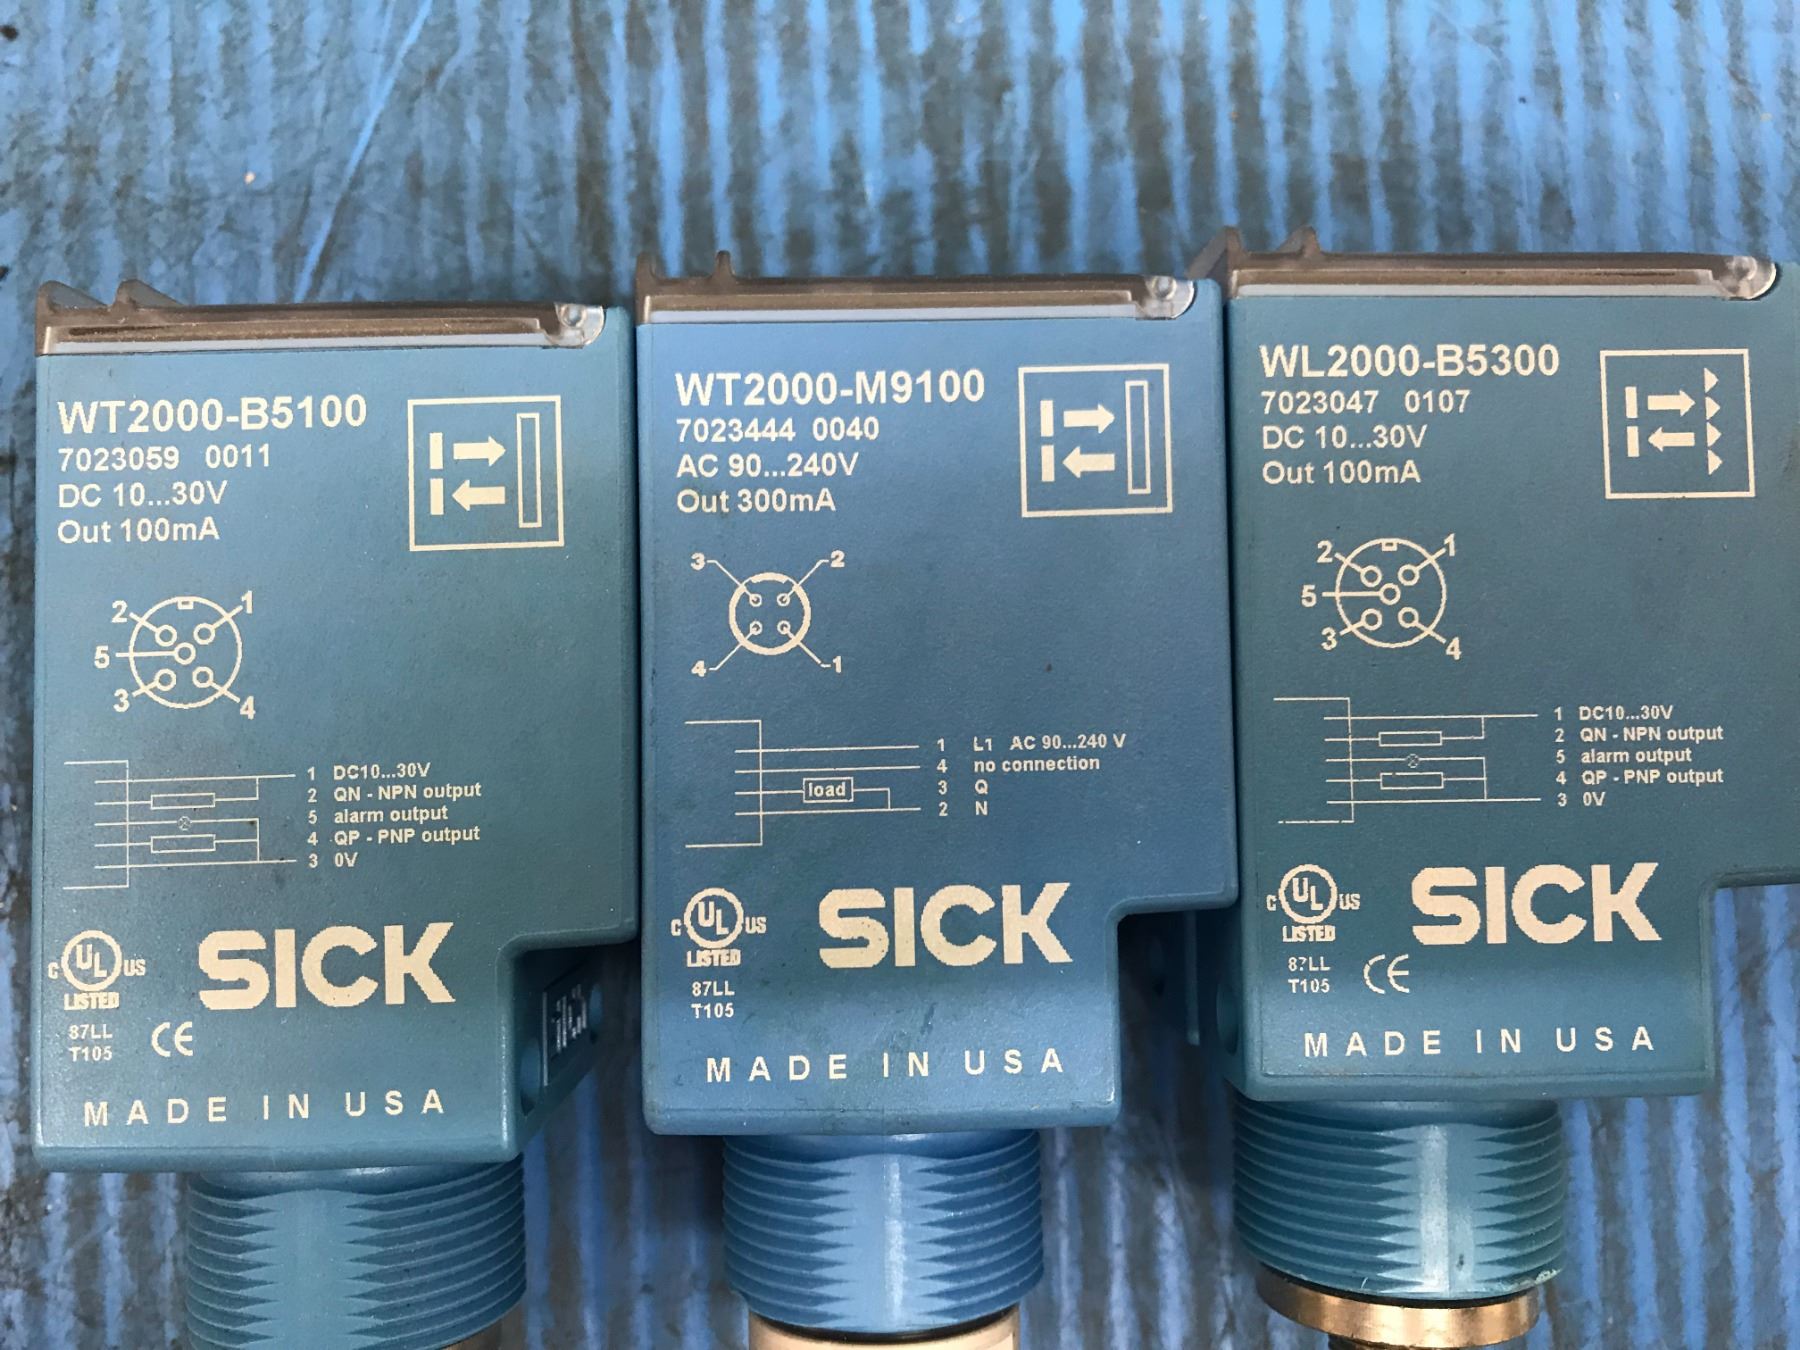 WT2000-B5100
7023059 0011
DC 10...30V
Out 100mA
2 1
5
3 4
1 DC10...30V
2 QN - NPN output
5 alarm output
4 QP - PNP output
3 0V
C UL US
LISTED
SICK
87LL
T105
CE
MADE IN USA
WT2000-M9100
7023444 0040
AC 90...240V
Out 300mA
3 2
4 1
1 L1 AC 90...240 V
4 no connection
load
3 Q
2 N
C UL US
LISTED
SICK
87LL
T105
MADE IN USA
WL2000-B5300
7023047 0107
DC 10...30V
Out 100mA
2 1
5
3 4
1 DC10...30V
2 QN - NPN output
5 alarm output
4 QP - PNP output
3 0V
C UL US
LISTED
SICK
87LL
T105
CE
MADE IN USA